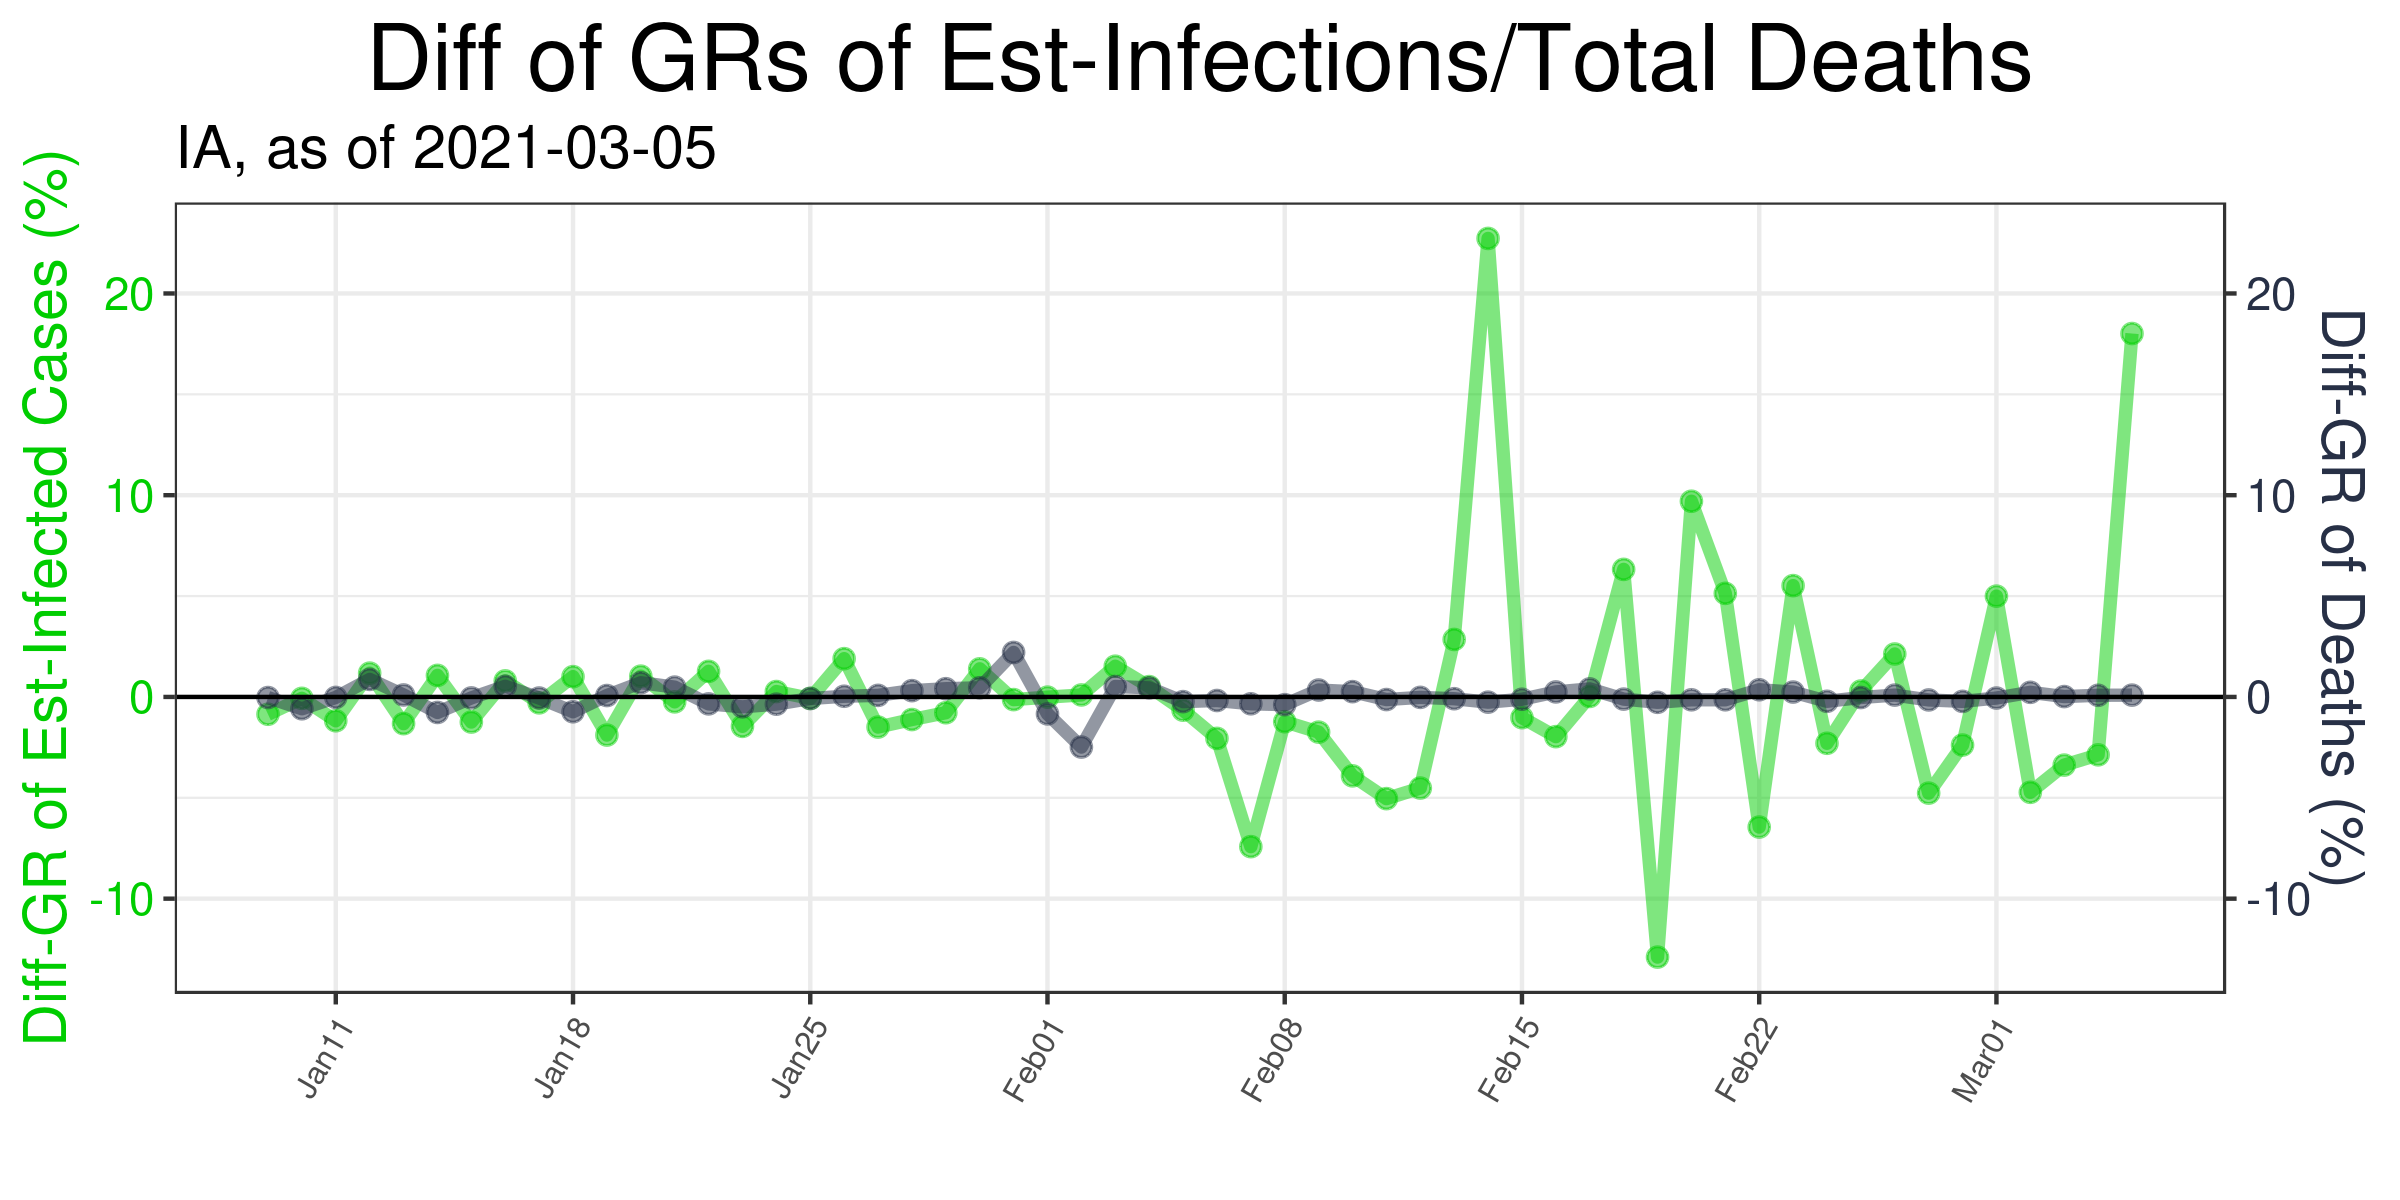 Diff of GRs of Est-Infections/Total Deaths
IA, as of 2021-03-05
Diff-GR of Est-Infected Cases (%)
20
10
0
-10
20
10
0
-10
Diff-GR of Deaths (%)
Jan11
Jan18
Jan25
Feb01
Feb08
Feb15
Feb22
Mar01